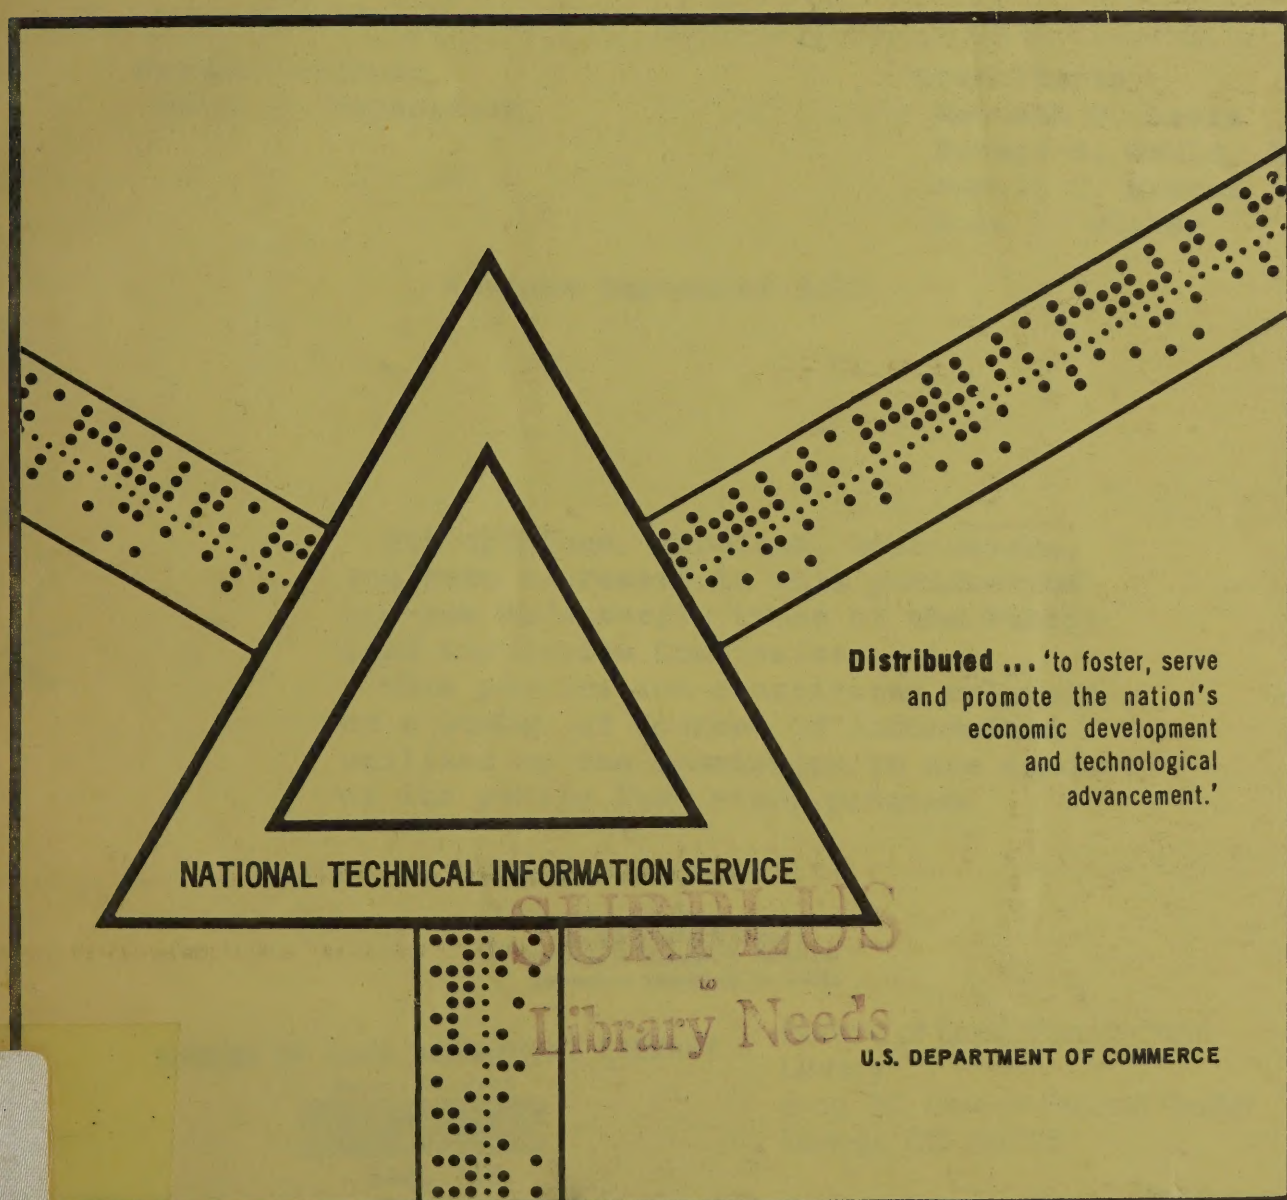 Distributed ... 'to foster, serve
and promote the nation's
economic development
and technological
advancement.'
NATIONAL TECHNICAL INFORMATION SERVICE
SURPLUS
to
Library Needs
U.S. DEPARTMENT OF COMMERCE